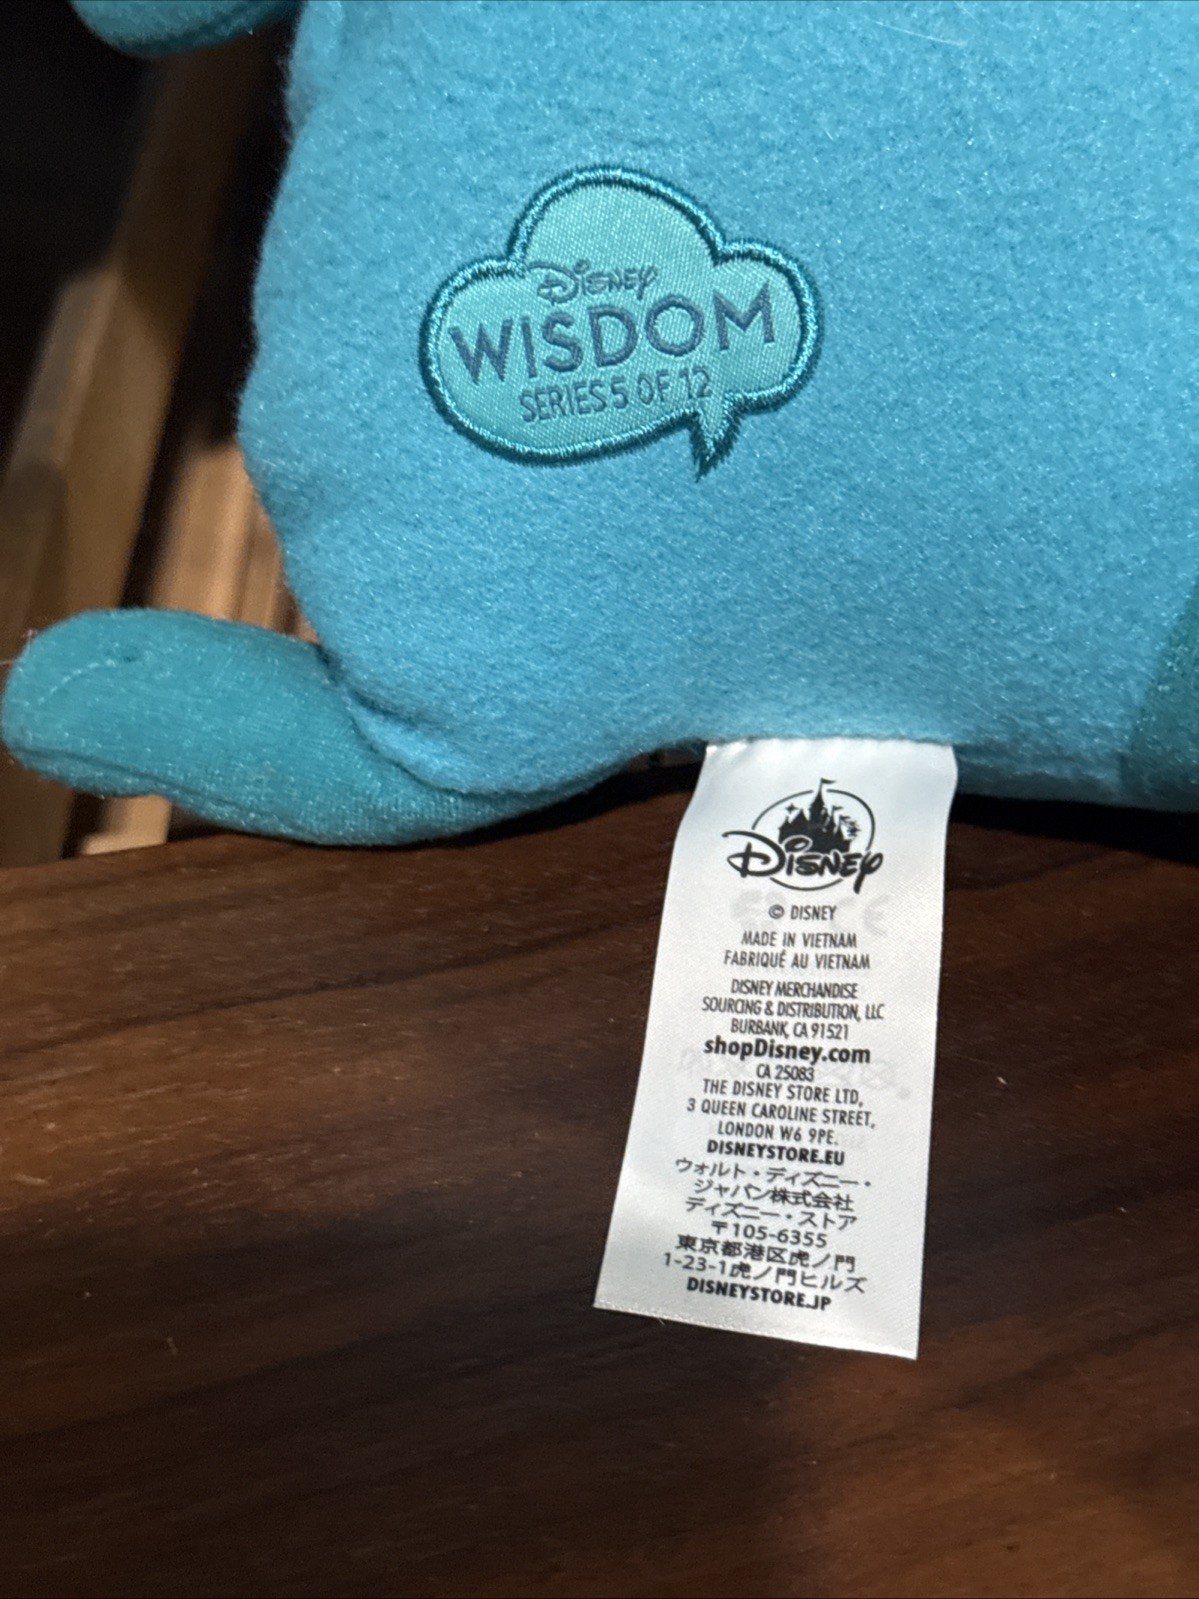 Disney
WISDOM
SERIES 5 OF 12
Disney
© DISNEY
MADE IN VIETNAM
FABRIQUÉ AU VIETNAM
DISNEY MERCHANDISE
SOURCING & DISTRIBUTION, LLC
BURBANK, CA 91521
shopDisney.com
CA 25083
THE DISNEY STORE LTD,
3 QUEEN CAROLINE STREET,
LONDON W6 9PE.
DISNEYSTORE.EU
ウォルト・ディズニー・
ジャパン株式会社
ディズニー・ストア
〒105-6355
東京都港区虎ノ門
1-23-1虎ノ門ヒルズ
DISNEYSTORE.JP